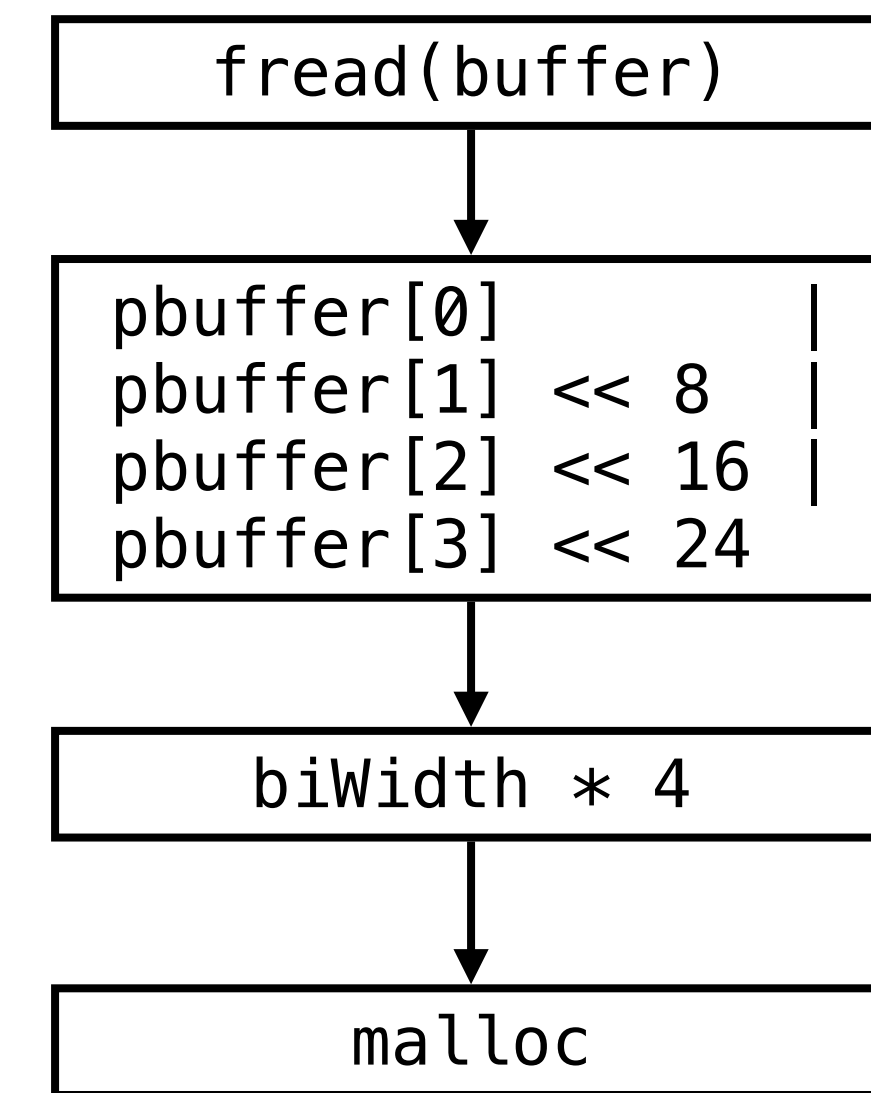 fread(buffer)
pbuffer[0]       |
pbuffer[1] << 8  |
pbuffer[2] << 16 |
pbuffer[3] << 24
biWidth * 4
malloc